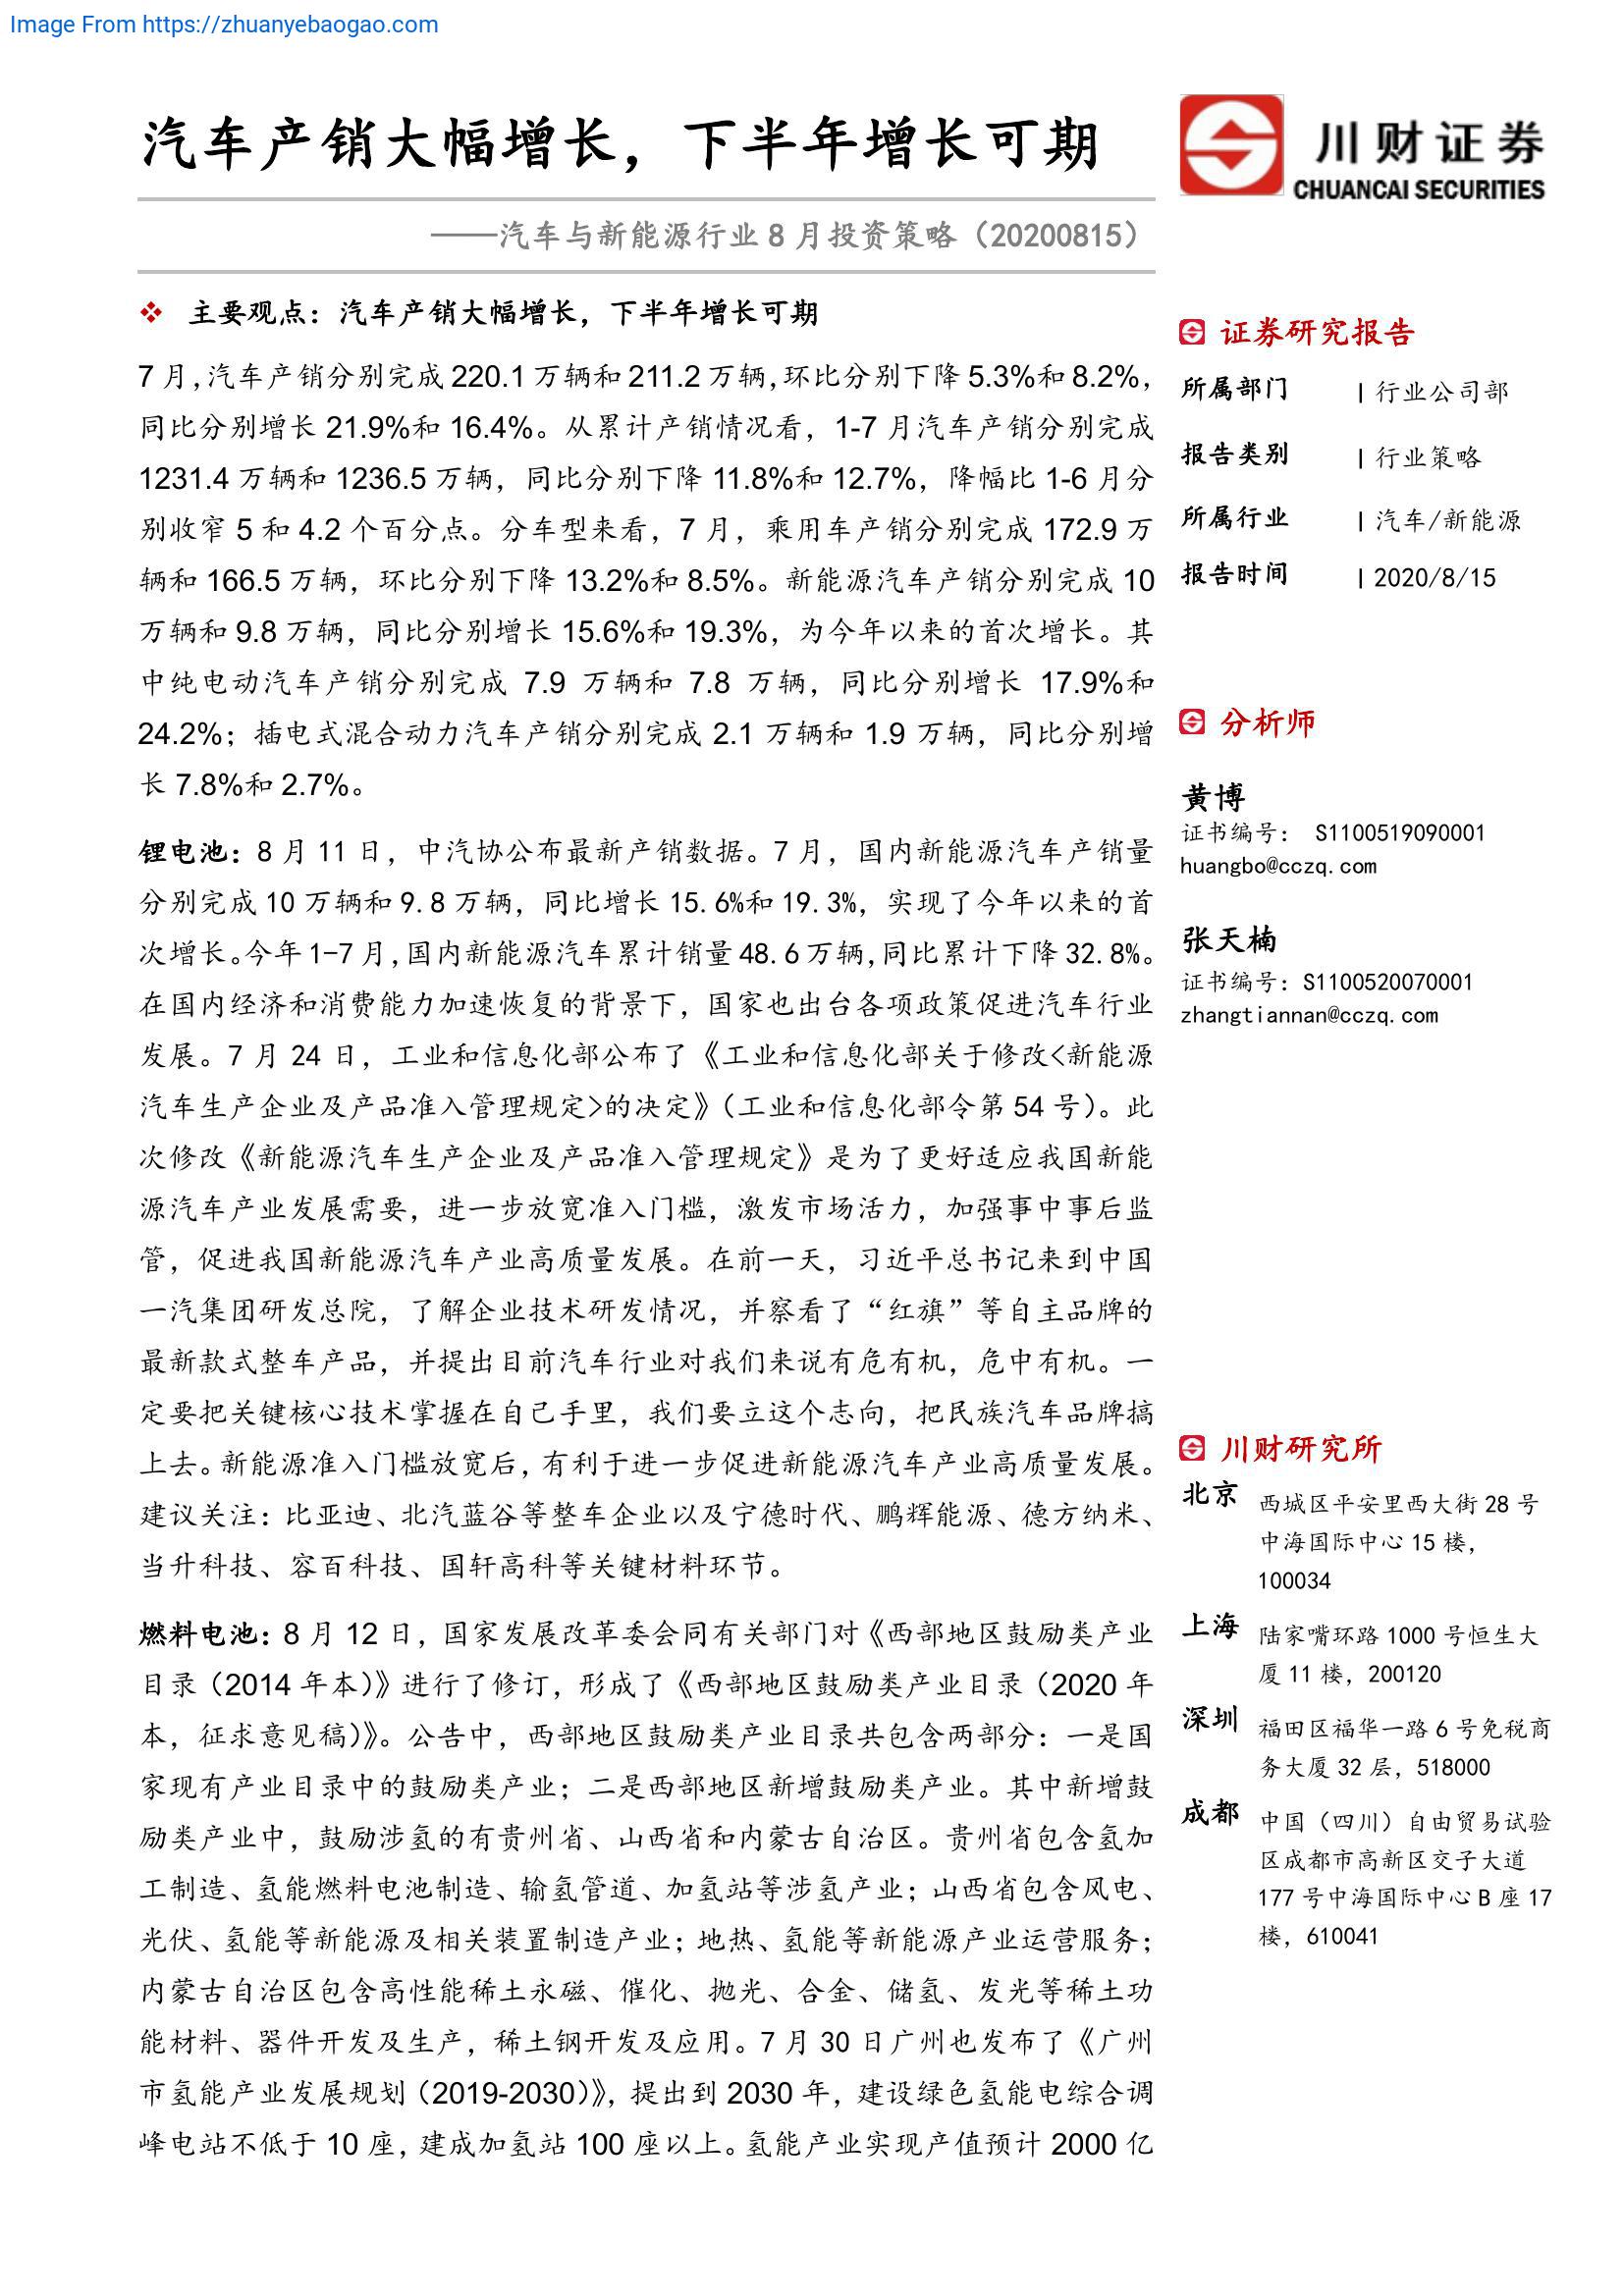 Image From https://zhuanyebaogao.com
汽车产销大幅增长，下半年增长可期
川财证券
CHUANCAI SECURITIES
——汽车与新能源行业 8 月投资策略（20200815）
❖ 主要观点：汽车产销大幅增长，下半年增长可期
7 月，汽车产销分别完成 220.1 万辆和 211.2 万辆，环比分别下降 5.3%和 8.2%，
同比分别增长 21.9%和 16.4%。从累计产销情况看，1-7 月汽车产销分别完成
1231.4 万辆和 1236.5 万辆，同比分别下降 11.8%和 12.7%，降幅比 1-6 月分
别收窄 5 和 4.2 个百分点。分车型来看，7 月，乘用车产销分别完成 172.9 万
辆和 166.5 万辆，环比分别下降 13.2%和 8.5%。新能源汽车产销分别完成 10
万辆和 9.8 万辆，同比分别增长 15.6%和 19.3%，为今年以来的首次增长。其
中纯电动汽车产销分别完成 7.9 万辆和 7.8 万辆，同比分别增长 17.9%和
24.2%；插电式混合动力汽车产销分别完成 2.1 万辆和 1.9 万辆，同比分别增
长 7.8%和 2.7%。
锂电池：8 月 11 日，中汽协公布最新产销数据。7 月，国内新能源汽车产销量
分别完成 10 万辆和 9.8 万辆，同比增长 15.6%和 19.3%，实现了今年以来的首
次增长。今年 1-7 月，国内新能源汽车累计销量 48.6 万辆，同比累计下降 32.8%。
在国内经济和消费能力加速恢复的背景下，国家也出台各项政策促进汽车行业
发展。7 月 24 日，工业和信息化部公布了《工业和信息化部关于修改<新能源
汽车生产企业及产品准入管理规定>的决定》（工业和信息化部令第 54 号）。此
次修改《新能源汽车生产企业及产品准入管理规定》是为了更好适应我国新能
源汽车产业发展需要，进一步放宽准入门槛，激发市场活力，加强事中事后监
管，促进我国新能源汽车产业高质量发展。在前一天，习近平总书记来到中国
一汽集团研发总院，了解企业技术研发情况，并察看了“红旗”等自主品牌的
最新款式整车产品，并提出目前汽车行业对我们来说有危有机，危中有机。一
定要把关键核心技术掌握在自己手里，我们要立这个志向，把民族汽车品牌搞
上去。新能源准入门槛放宽后，有利于进一步促进新能源汽车产业高质量发展。
建议关注：比亚迪、北汽蓝谷等整车企业以及宁德时代、鹏辉能源、德方纳米、
当升科技、容百科技、国轩高科等关键材料环节。
燃料电池：8 月 12 日，国家发展改革委会同有关部门对《西部地区鼓励类产业
目录（2014 年本）》进行了修订，形成了《西部地区鼓励类产业目录（2020 年
本，征求意见稿）》。公告中，西部地区鼓励类产业目录共包含两部分：一是国
家现有产业目录中的鼓励类产业；二是西部地区新增鼓励类产业。其中新增鼓
励类产业中，鼓励涉氢的有贵州省、山西省和内蒙古自治区。贵州省包含氢加
工制造、氢能燃料电池制造、输氢管道、加氢站等涉氢产业；山西省包含风电、
光伏、氢能等新能源及相关装置制造产业；地热、氢能等新能源产业运营服务；
内蒙古自治区包含高性能稀土永磁、催化、抛光、合金、储氢、发光等稀土功
能材料、器件开发及生产，稀土钢开发及应用。7 月 30 日广州也发布了《广州
市氢能产业发展规划（2019-2030）》，提出到 2030 年，建设绿色氢能电综合调
峰电站不低于 10 座，建成加氢站 100 座以上。氢能产业实现产值预计 2000 亿
证券研究报告
所属部门 | 行业公司部
报告类别 | 行业策略
所属行业 | 汽车/新能源
报告时间 | 2020/8/15
分析师
黄博
证书编号： S1100519090001
huangbo@cczq.com
张天楠
证书编号：S1100520070001
zhangtiannan@cczq.com
川财研究所
北京 西城区平安里西大街 28 号
中海国际中心 15 楼，
100034
上海 陆家嘴环路 1000 号恒生大
厦 11 楼，200120
深圳 福田区福华一路 6 号免税商
务大厦 32 层，518000
成都 中国（四川）自由贸易试验
区成都市高新区交子大道
177 号中海国际中心 B 座 17
楼，610041